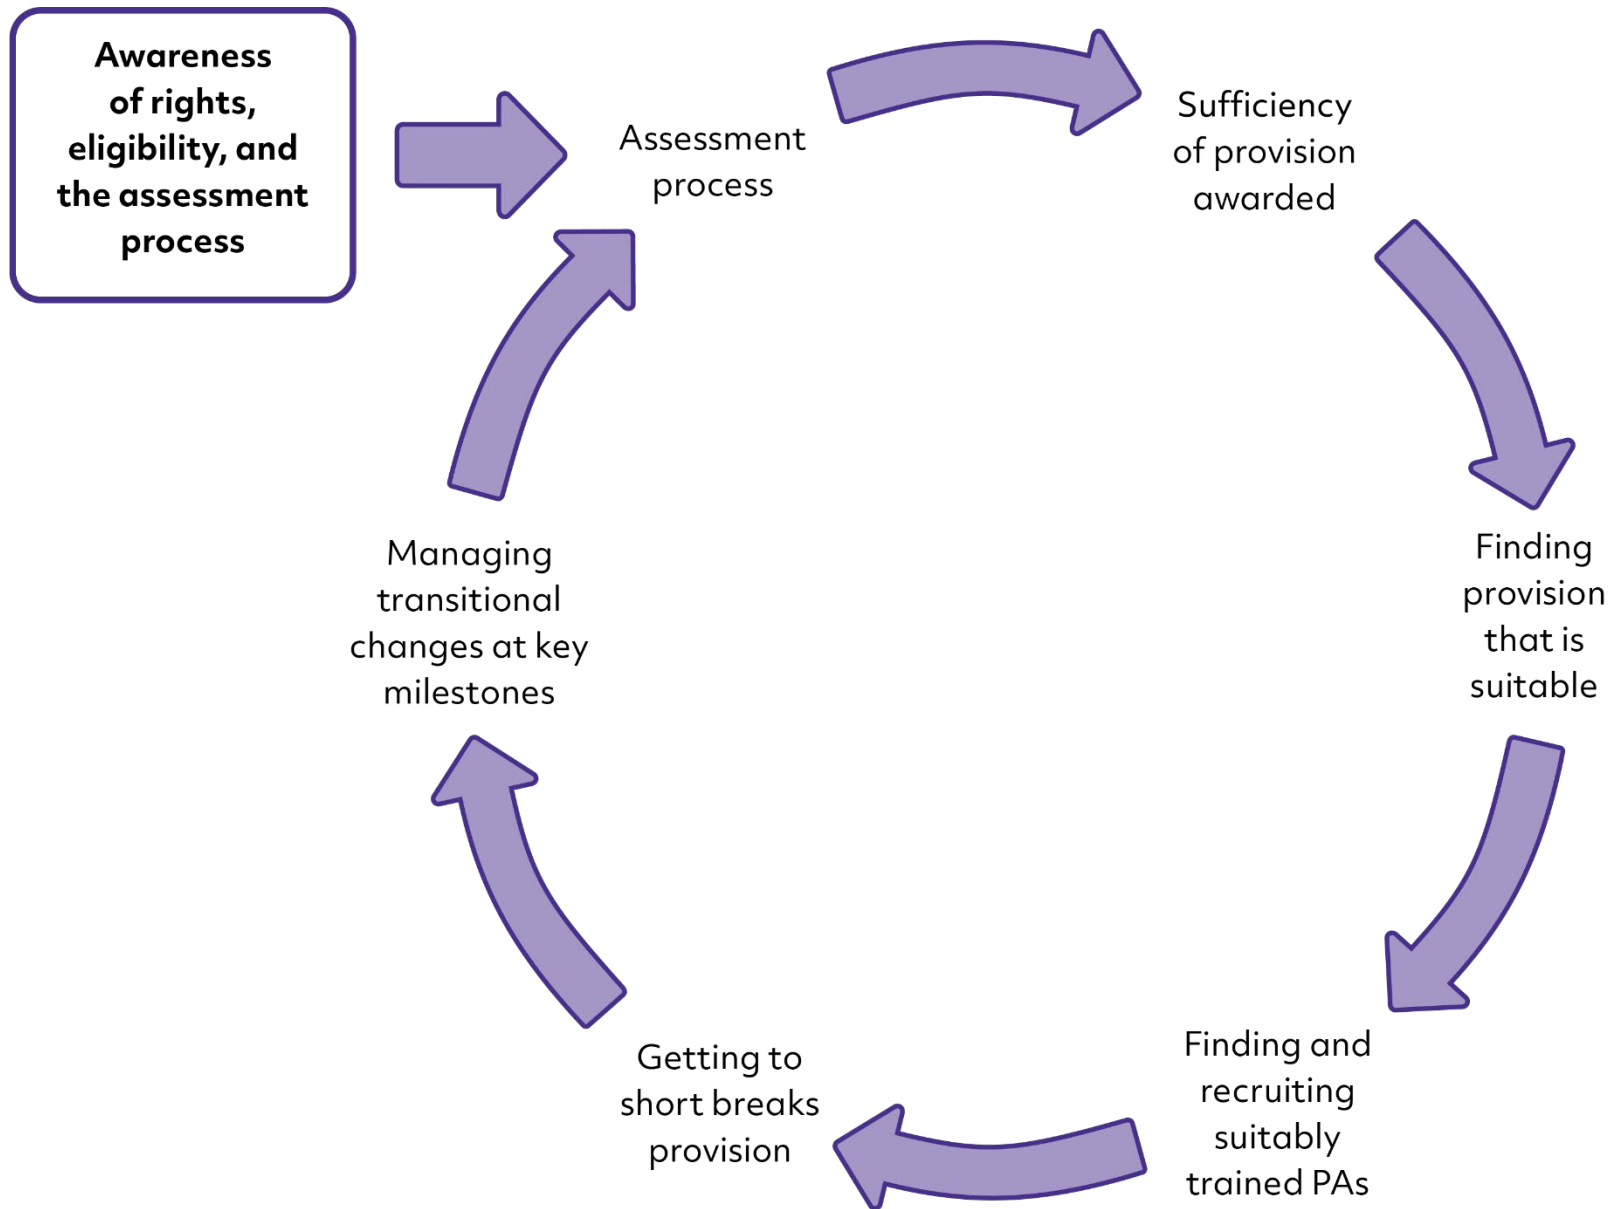 Awareness
of rights,
eligibility, and
the assessment
process
Assessment
process
Sufficiency
of provision
awarded
Finding
provision
that is
suitable
Finding and
recruiting
suitably
trained PAs
Getting to
short breaks
provision
Managing
transitional
changes at key
milestones